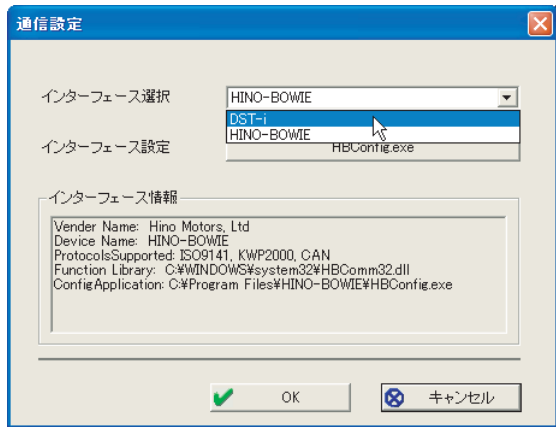 通信設定
インターフェース選択
HINO-BOWIE
DST-i
HINO-BOWIE
インターフェース設定
HBConfig.exe
インターフェース情報
Vender Name: Hino Motors, Ltd
Device Name: HINO-BOWIE
ProtocolsSupported: ISO9141, KWP2000, CAN
Function Library: C:¥WINDOWS¥system32¥HBComm32.dll
ConfigApplication: C:¥Program Files¥HINO-BOWIE¥HBConfig.exe
OK
キャンセル